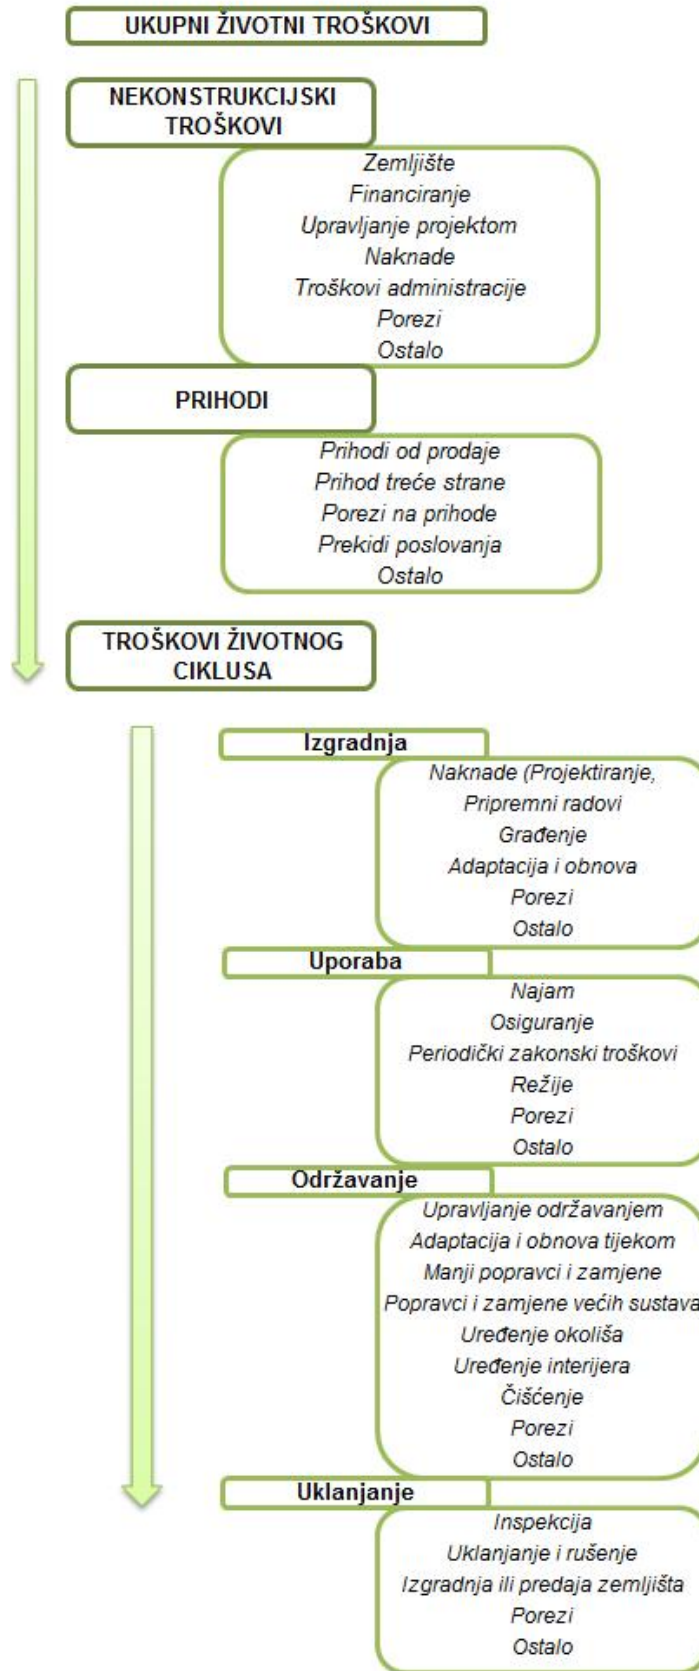 UKUPNI ŽIVOTNI TROŠKOVI
NEKONSTRUKCIJSKI
TROŠKOVI
Zemljište
Financiranje
Upravljanje projektom
Naknade
Troškovi administracije
Porezi
Ostalo
PRIHODI
Prihodi od prodaje
Prihod treće strane
Porezi na prihode
Prekidi poslovanja
Ostalo
TROŠKOVI ŽIVOTNOG
CIKLUSA
Izgradnja
Naknade (Projektiranje,
Pripremni radovi
Građenje
Adaptacija i obnova
Porezi
Ostalo
Uporaba
Najam
Osiguranje
Periodički zakonski troškovi
Režije
Porezi
Ostalo
Održavanje
Upravljanje održavanjem
Adaptacija i obnova tijekom
Manji popravci i zamjene
Popravci i zamjene većih sustava
Uređenje okoliša
Uređenje interijera
Čišćenje
Porezi
Ostalo
Uklanjanje
Inspekcija
Uklanjanje i rušenje
Izgradnja ili predaja zemljišta
Porezi
Ostalo